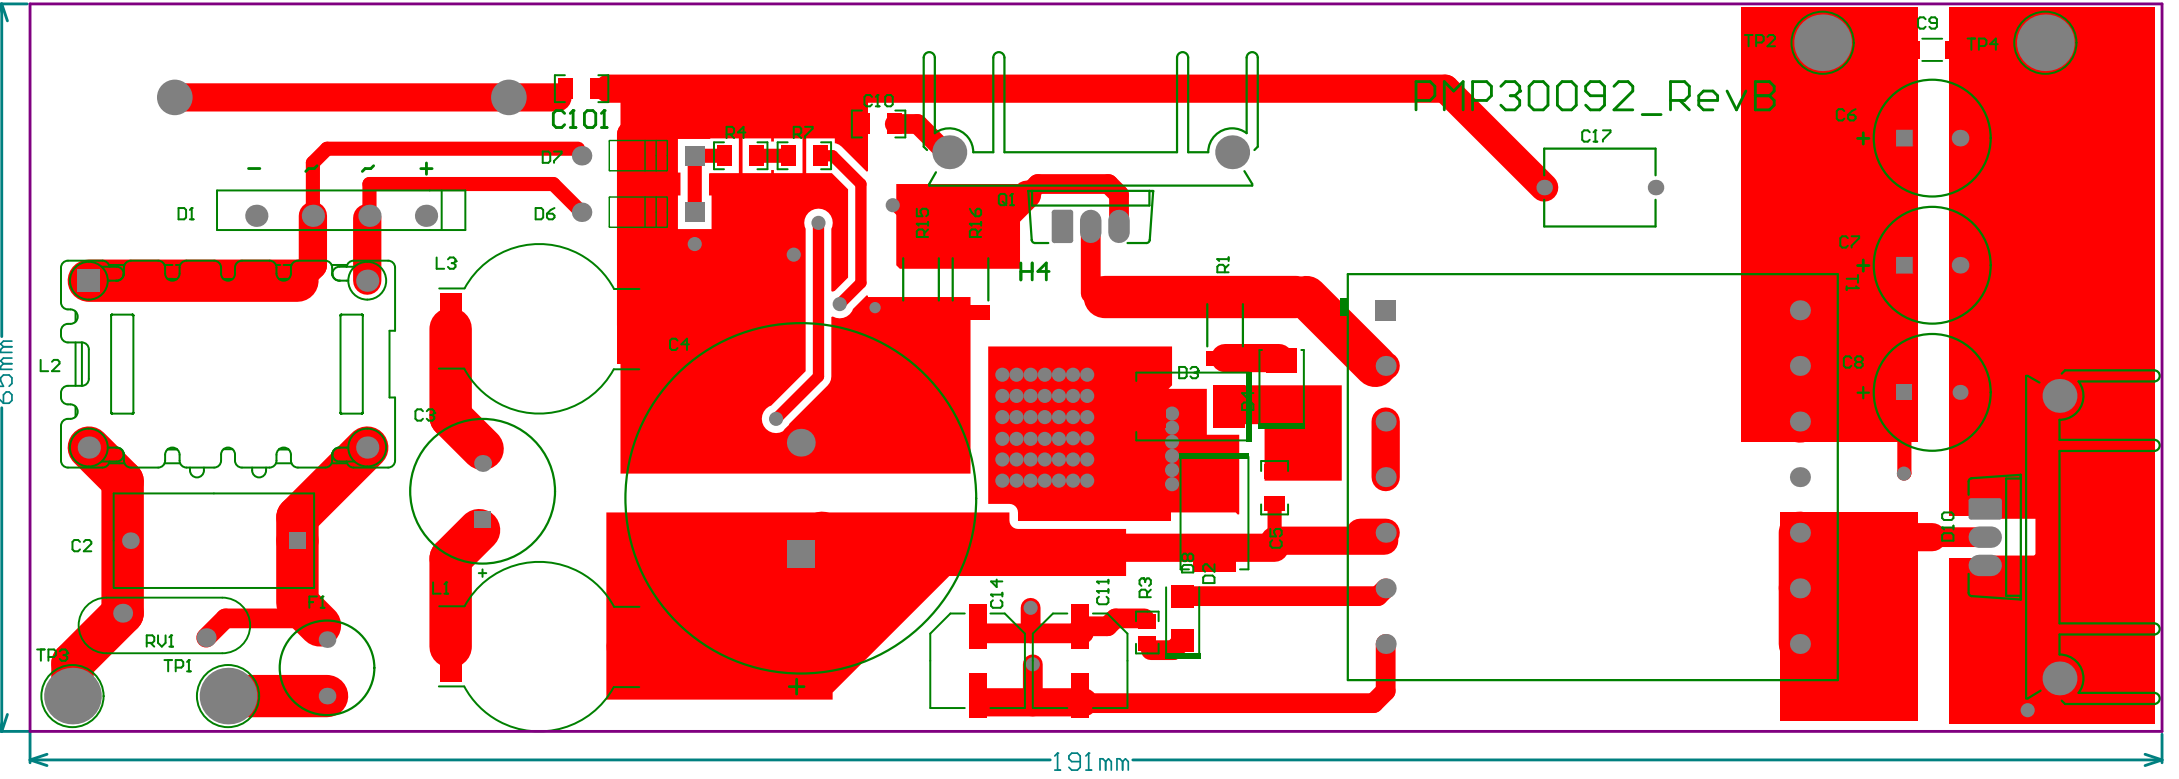 TP2
C9
TP4
C10
PMP30092_RevB
C101
C6
R4
R7
C17
D7
- ~ ~ +
+
D1
D6
R15
R16
Q1
C7
L3
H4
R1
+
T1
C4
L2
D3
C8
65mm
+
C3
D4
C2
C5
D10
D8
D2
+
L1
C14
C11
R3
F1
RV1
TP3
TP1
+
191mm